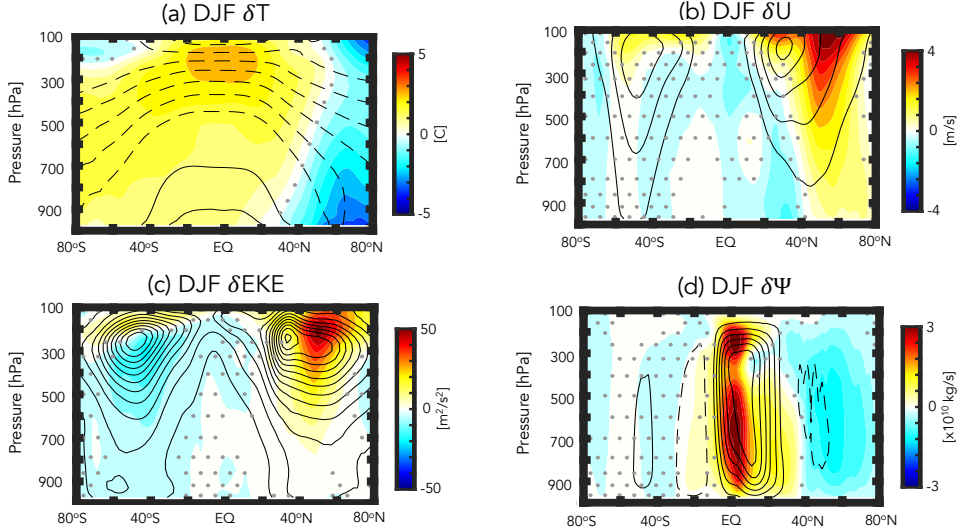 (a) DJF δT
(b) DJF δU
Pressure [hPa]
100
300
500
700
900
80°S
40°S
EQ
40°N
80°N
5
0
-5
[C]
Pressure [hPa]
100
300
500
700
900
80°S
40°S
EQ
40°N
80°N
4
0
-4
[m/s]
(c) DJF δEKE
(d) DJF δΨ
Pressure [hPa]
100
300
500
700
900
80°S
40°S
EQ
40°N
80°N
50
0
-50
[m²/s²]
Pressure [hPa]
100
300
500
700
900
80°S
40°S
EQ
40°N
80°N
3
0
-3
[x10¹⁰ kg/s]